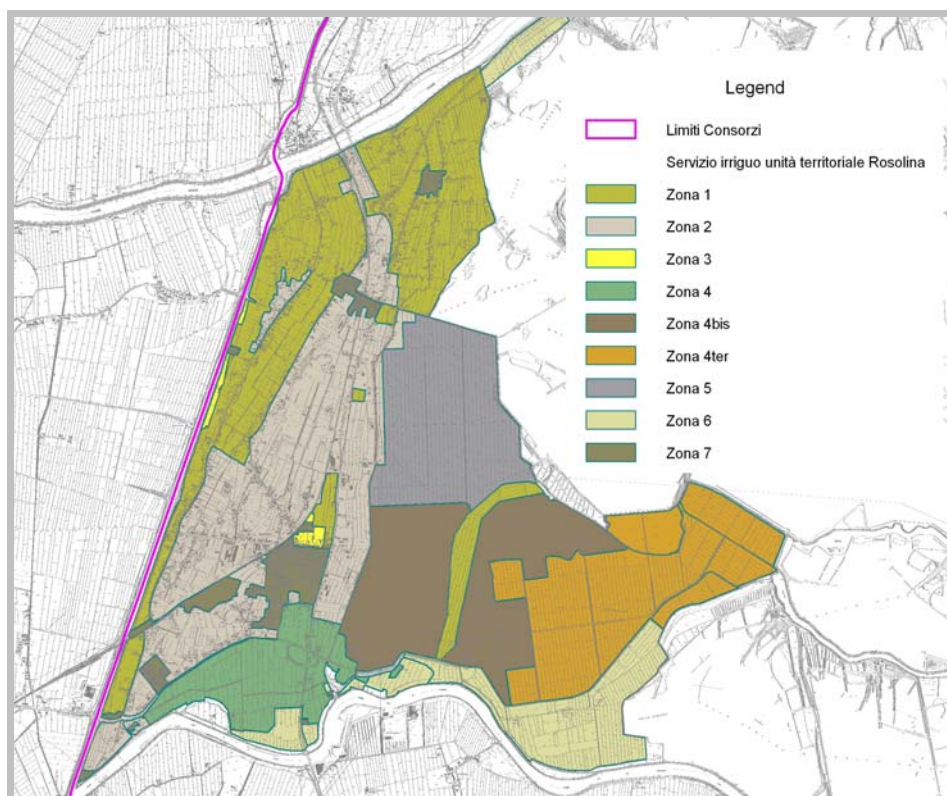 Legend
Limiti Consorzi
Servizio irriguo unità territoriale Rosolina
Zona 1
Zona 2
Zona 3
Zona 4
Zona 4bis
Zona 4ter
Zona 5
Zona 6
Zona 7